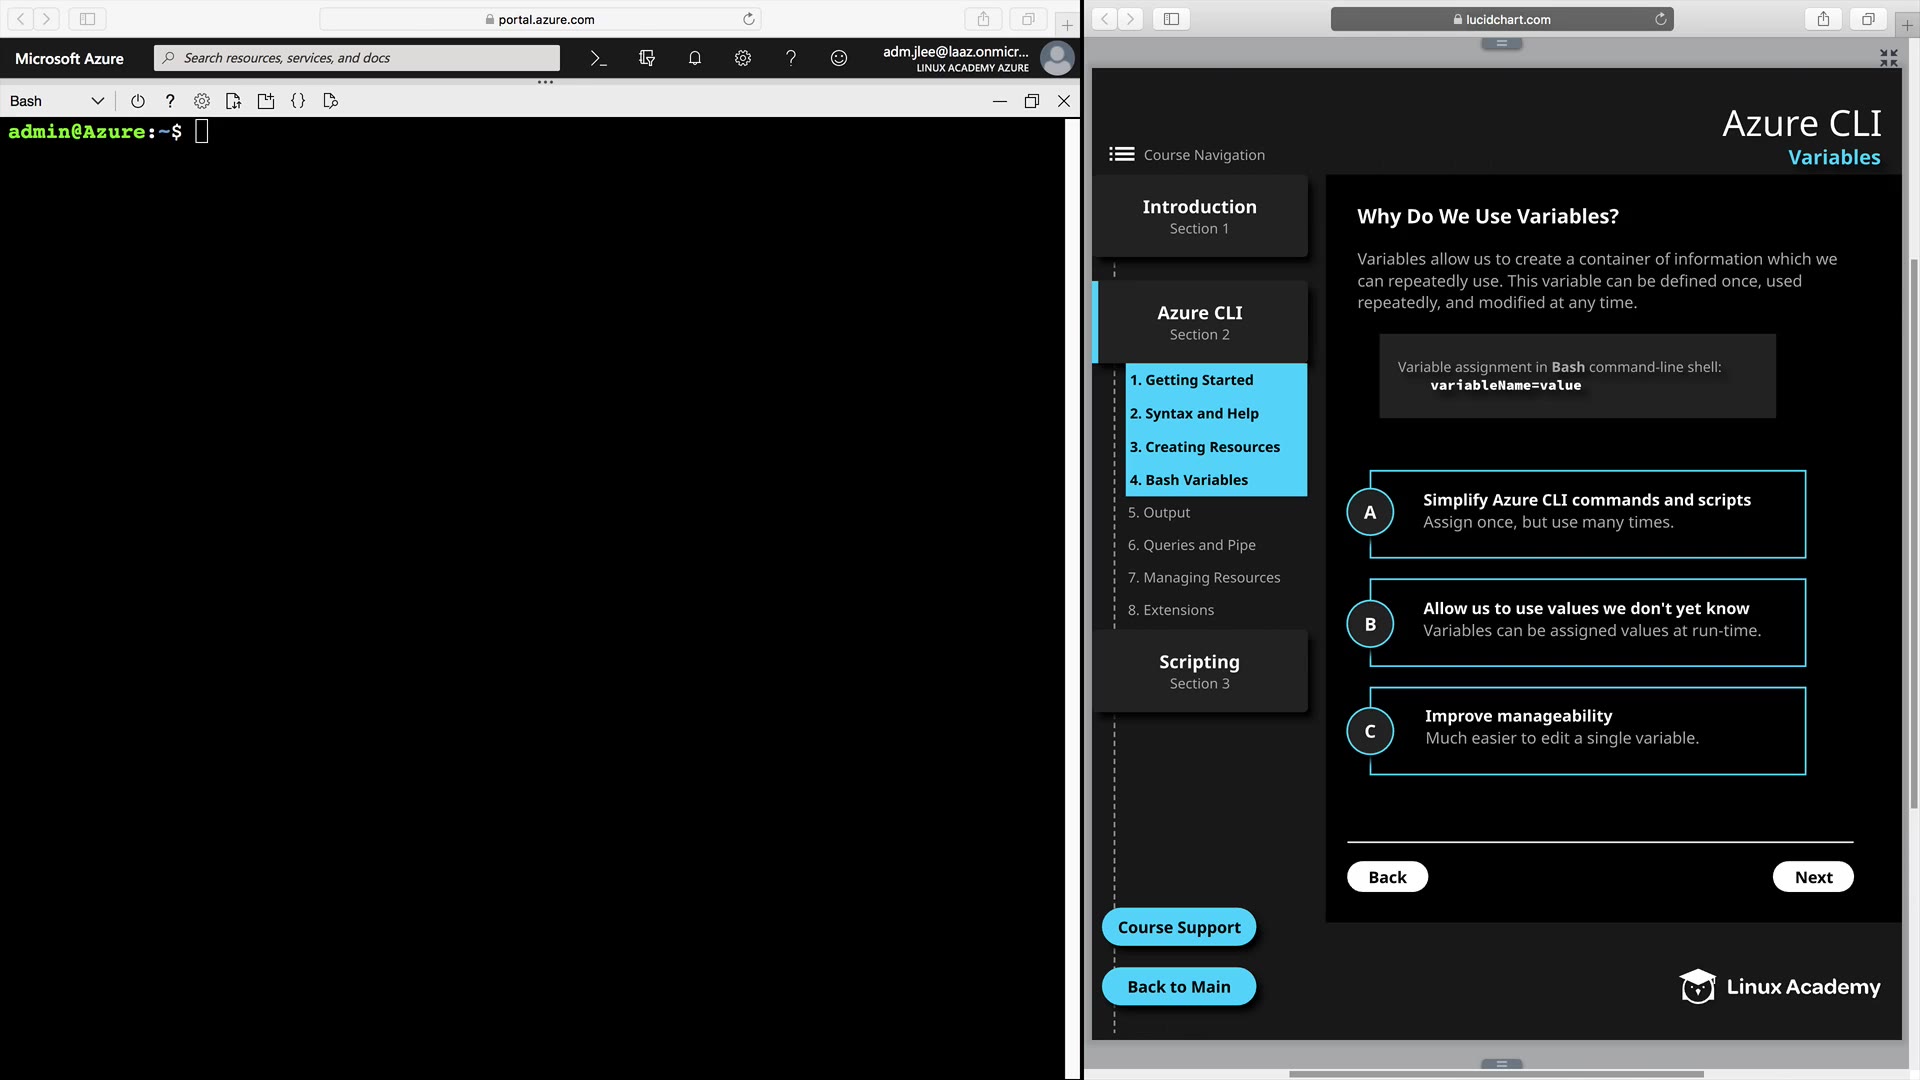 portal.azure.com
Microsoft Azure
Search resources, services, and docs
adm.jlee@laaz.onmicr...
LINUX ACADEMY AZURE
Bash
admin@Azure:~$
lucidchart.com
Azure CLI
Variables
Course Navigation
Introduction
Section 1
Azure CLI
Section 2
1. Getting Started
2. Syntax and Help
3. Creating Resources
4. Bash Variables
5. Output
6. Queries and Pipe
7. Managing Resources
8. Extensions
Scripting
Section 3
Course Support
Back to Main
Why Do We Use Variables?
Variables allow us to create a container of information which we
can repeatedly use. This variable can be defined once, used
repeatedly, and modified at any time.
Variable assignment in Bash command-line shell:
variableName=value
A
Simplify Azure CLI commands and scripts
Assign once, but use many times.
B
Allow us to use values we don't yet know
Variables can be assigned values at run-time.
C
Improve manageability
Much easier to edit a single variable.
Back
Next
Linux Academy